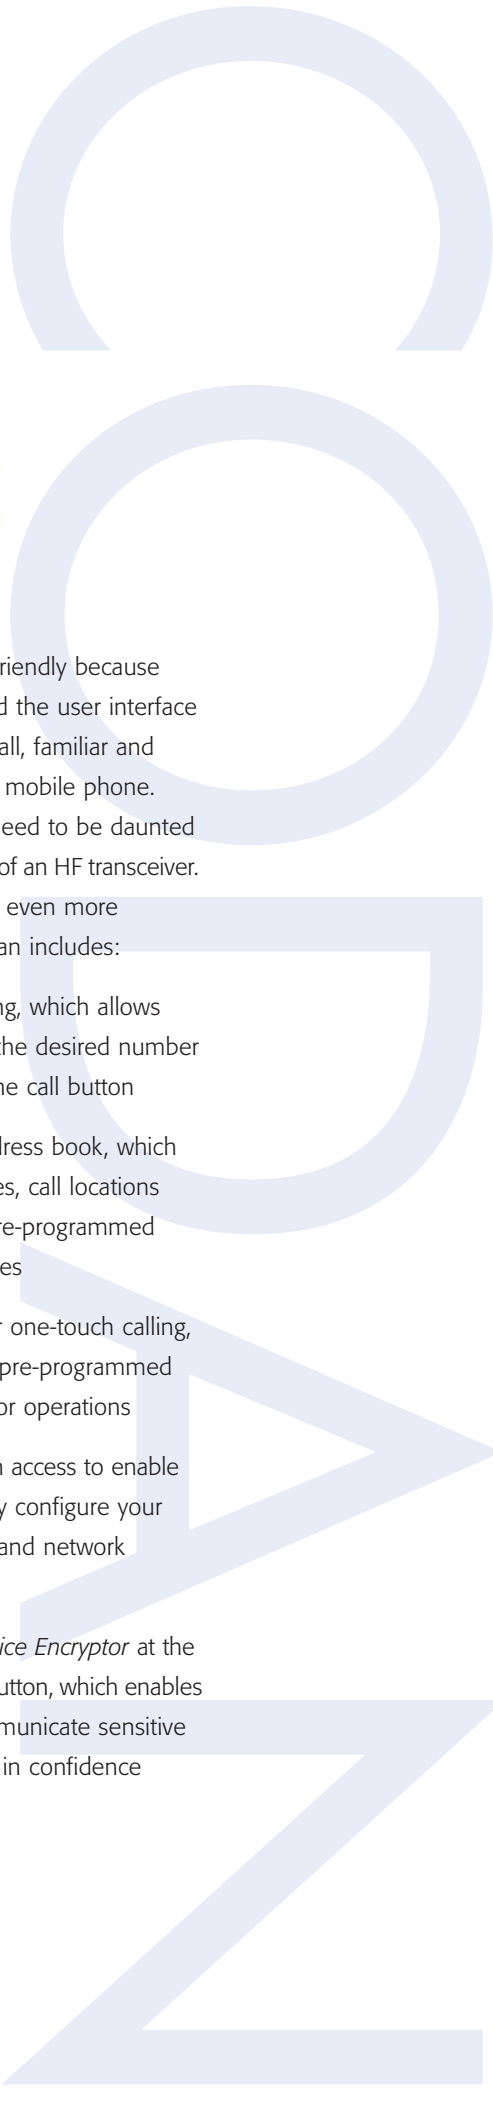 CODAN
riendly because
d the user interface
all, familiar and
mobile phone.
eed to be daunted
of an HF transceiver.
even more
an includes:
ng, which allows
the desired number
ne call button
dress book, which
es, call locations
re-programmed
es
r one-touch calling,
pre-programmed
or operations
n access to enable
y configure your
and network
ice Encryptor at the
utton, which enables
municate sensitive
in confidence